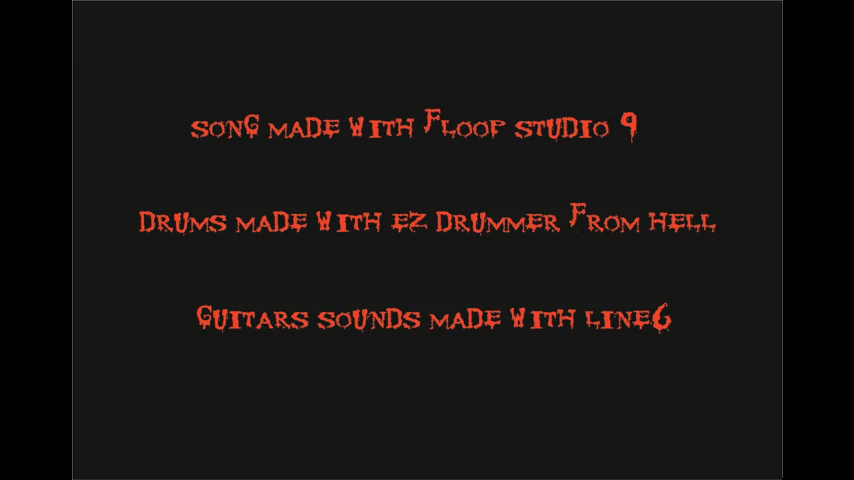 SONG MADE WITH FLOOP STUDIO 9
DRUMS MADE WITH EZ DRUMMER FROM HELL
GUITARS SOUNDS MADE WITH LINE6